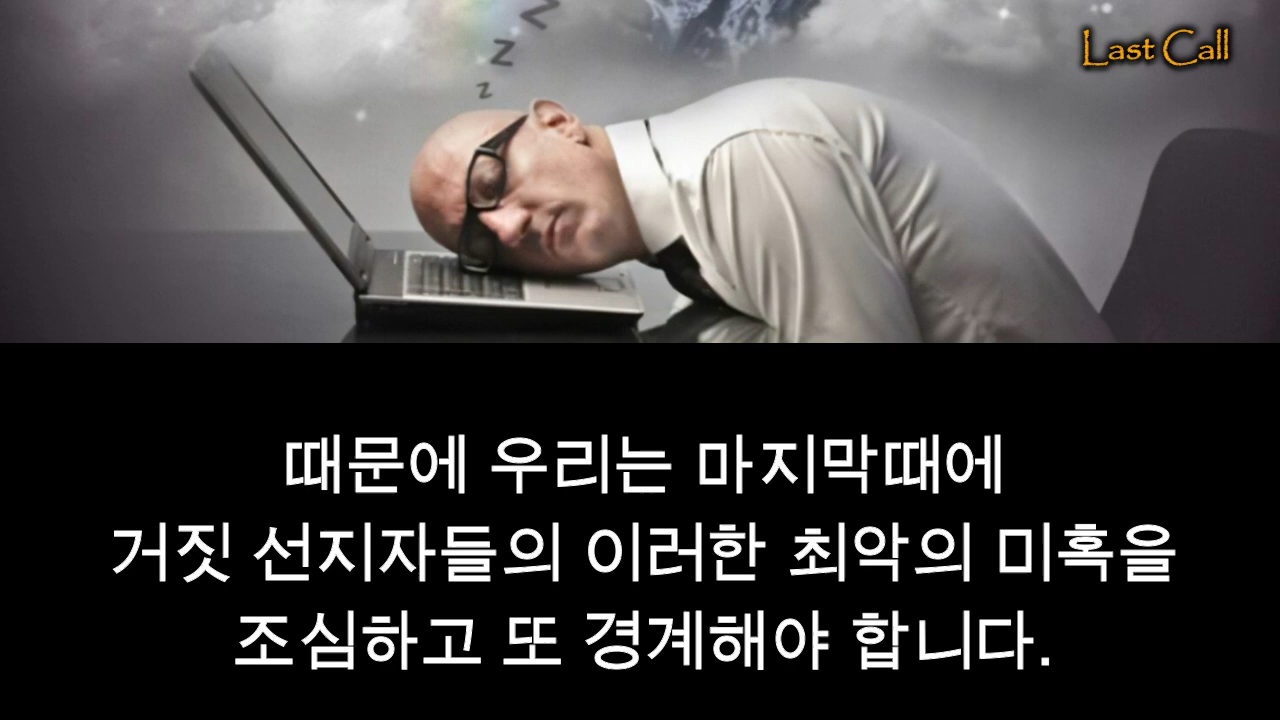 z
Z
Z
Last Call
때문에 우리는 마지막때에
거짓 선지자들의 이러한 최악의 미혹을
조심하고 또 경계해야 합니다.